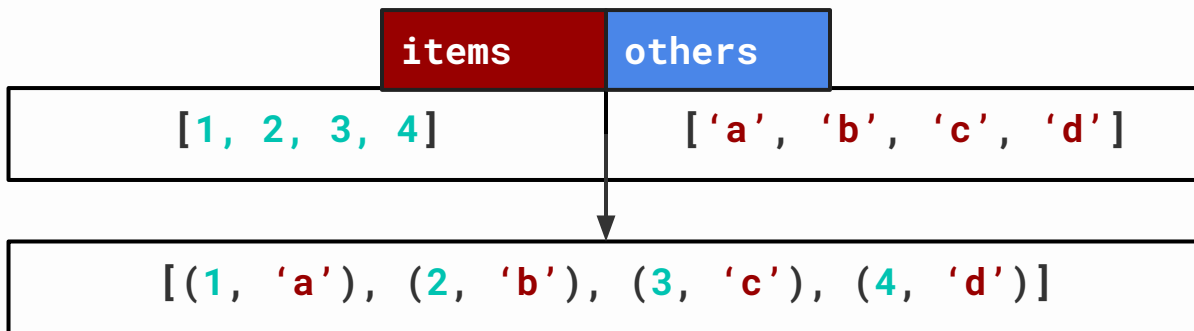 items others
[1, 2, 3, 4] [‘a’, ‘b’, ‘c’, ‘d’]
[(1, ‘a’), (2, ‘b’), (3, ‘c’), (4, ‘d’)]